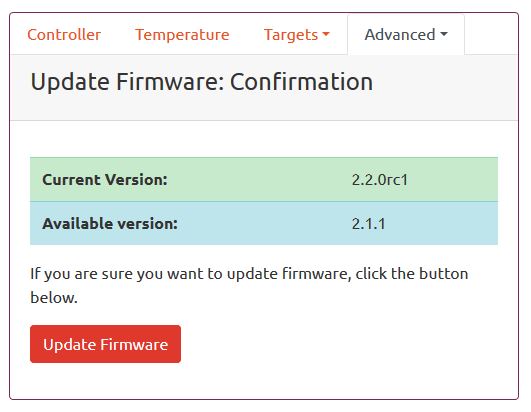 Controller Temperature Targets Advanced
Update Firmware: Confirmation
Current Version: 2.2.0rc1
Available version: 2.1.1
If you are sure you want to update firmware, click the button
below.
Update Firmware